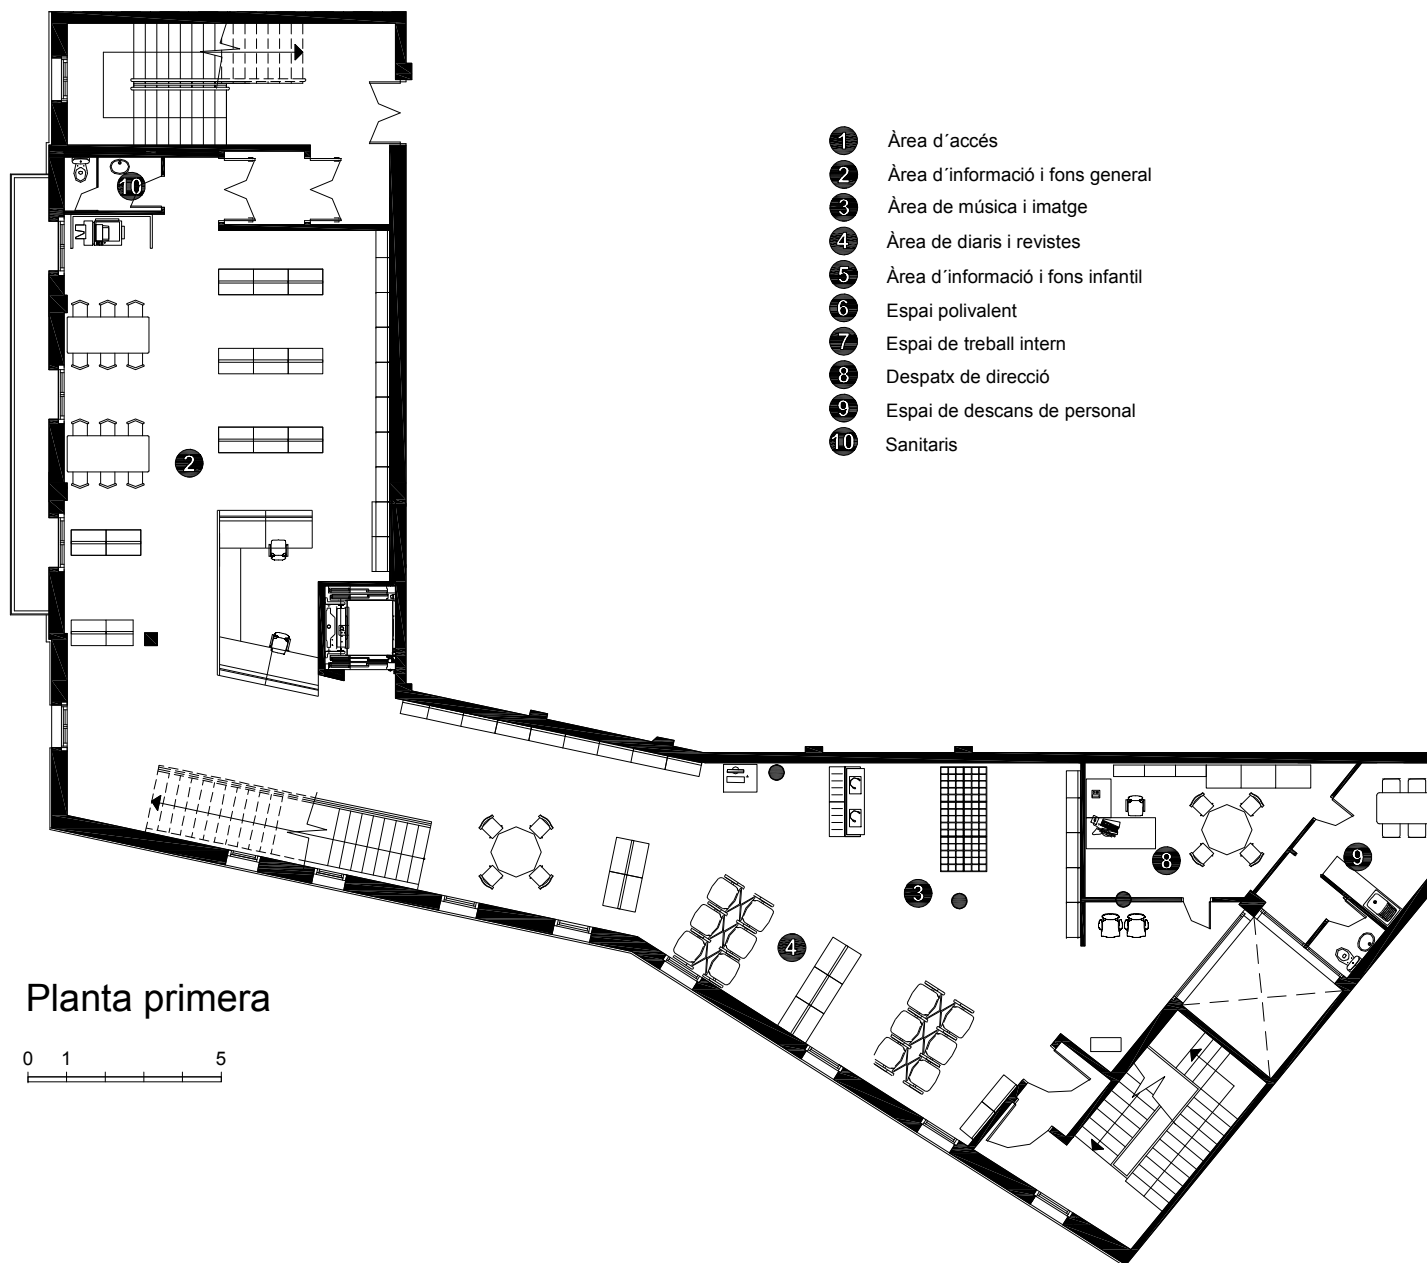 1 Àrea d´accés
2 Àrea d´informació i fons general
3 Àrea de música i imatge
4 Àrea de diaris i revistes
5 Àrea d´informació i fons infantil
6 Espai polivalent
7 Espai de treball intern
8 Despatx de direcció
9 Espai de descans de personal
10 Sanitaris
10
2
3
4
8
9
Planta primera
0 1 5